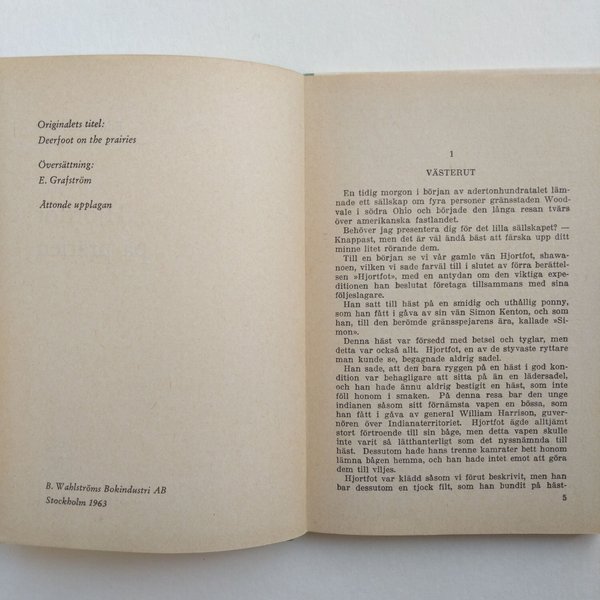 Originalets titel:
Deerfoot on the prairies
Översättning:
E. Grafström
Åttonde upplagan
B. Wahlströms Bokindustri AB
Stockholm 1963
1
VÄSTERUT
En tidig morgon i början av adertonhundratalet läm-
nade ett sällskap om fyra personer gränsstaden Wood-
vale i södra Ohio och började den långa resan tvärs
över amerikanska fastlandet.
Behöver jag presentera dig för det lilla sällskapet? —
Knappast, men det är väl ändå bäst att färska upp ditt
minne litet rörande dem.
Till en början se vi vår gamle vän Hjortfot, shawa-
noen, vilken vi sade farväl till i slutet av förra berättel-
sen »Hjortfot», med en antydan om den viktiga expe-
ditionen han beslutat företaga tillsammans med sina
följeslagare.
Han satt till häst på en smidig och uthållig ponny,
som han fått i gåva av sin vän Simon Kenton, och som
han, till den berömde gränsspejarens ära, kallade »Si-
mon».
Denna häst var försedd med betsel och tyglar, men
detta var också allt. Hjortfot, en av de styvaste ryttare
man kunde se, begagnade aldrig sadel.
Han sade, att den bara ryggen på en häst i god kon-
dition var behagligare att sitta på än en lädersadel,
och han hade ännu aldrig bestigit en häst, som inte
föll honom i smaken. På denna resa bar den unge
indianen såsom sitt förnämsta vapen en bössa, som
han fått i gåva av general William Harrison, guver-
nören över Indianaterritoriet. Hjortfot ägde alltjämt
stort förtroende till sin båge, men detta vapen skulle
inte varit så lätthanterligt som det nyssnämnda till
häst. Dessutom hade hans trenne kamrater bett honom
lämna bågen hemma, och han hade intet emot att göra
dem till viljes.
Hjortfot var klädd såsom vi förut beskrivit, men han
bar dessutom en tjock filt, som han bundit på häst-
5